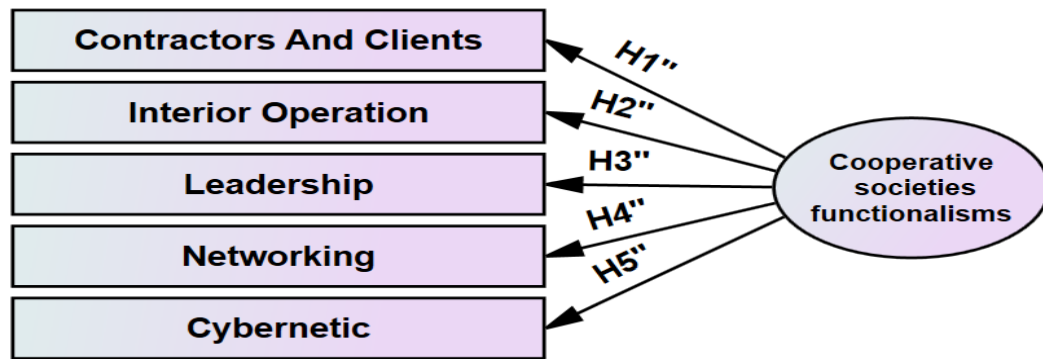 Contractors And Clients
Interior Operation
Leadership
Networking
Cybernetic
H1"
H2"
H3"
H4"
H5"
Cooperative
societies
functionalisms